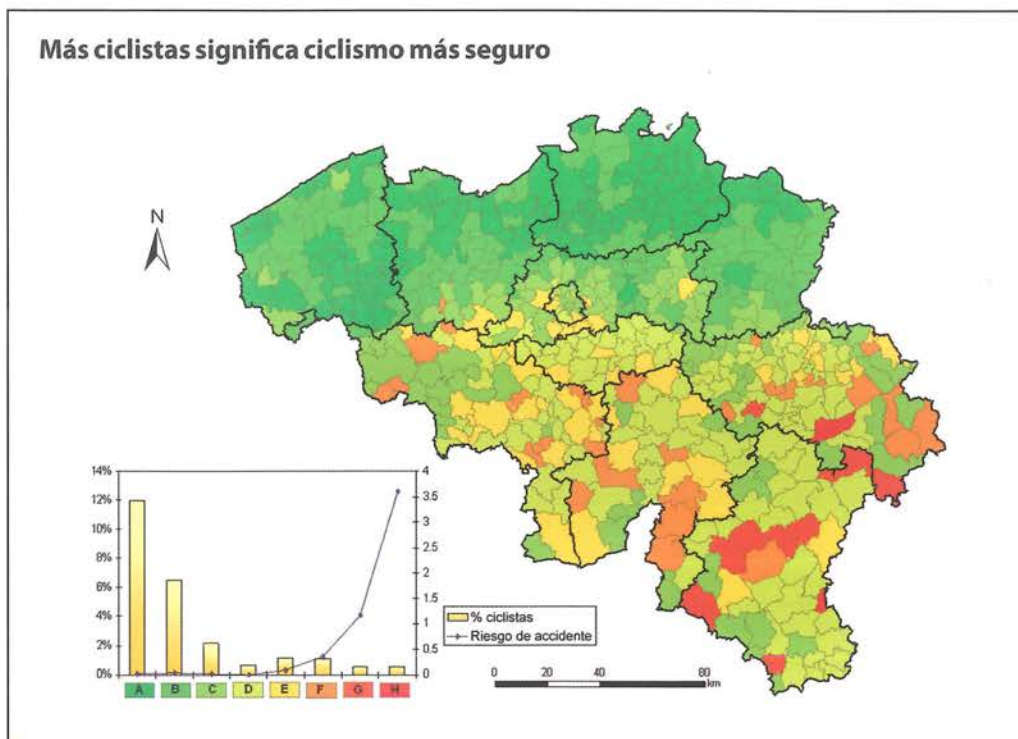 Más ciclistas significa ciclismo más seguro
N
14%
12%
10%
8%
6%
4%
2%
0%
4
3.5
3
2.5
2
1.5
1
0.5
0
A B C D E F G H
% ciclistas
Riesgo de accidente
0 20 40 60 80
km